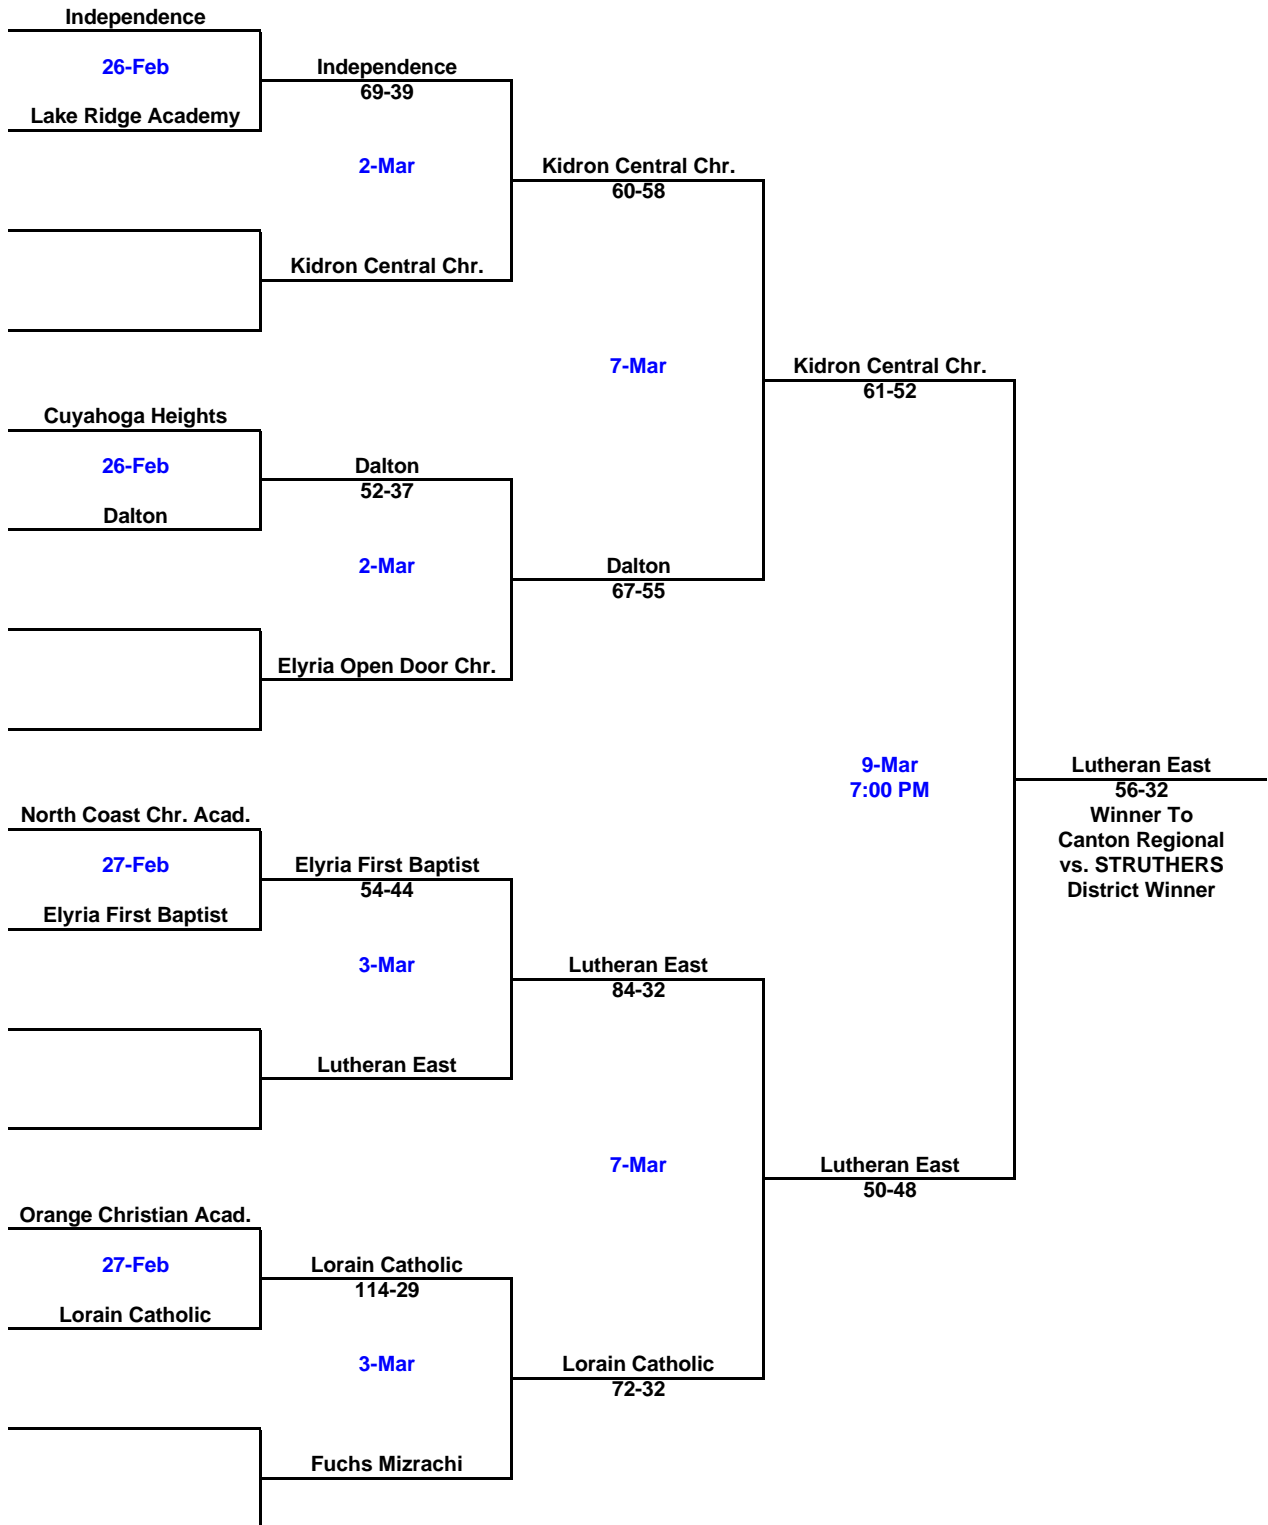 Independence
26-Feb
Independence
69-39
Lake Ridge Academy
2-Mar
Kidron Central Chr.
60-58
Kidron Central Chr.
7-Mar
Kidron Central Chr.
61-52
Cuyahoga Heights
26-Feb
Dalton
52-37
Dalton
2-Mar
Dalton
67-55
Elyria Open Door Chr.
9-Mar
7:00 PM
Lutheran East
56-32
Winner To
Canton Regional
vs. STRUTHERS
District Winner
North Coast Chr. Acad.
27-Feb
Elyria First Baptist
54-44
Elyria First Baptist
3-Mar
Lutheran East
84-32
Lutheran East
7-Mar
Lutheran East
50-48
Orange Christian Acad.
27-Feb
Lorain Catholic
114-29
Lorain Catholic
3-Mar
Lorain Catholic
72-32
Fuchs Mizrachi